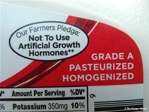 Our Farmers Pledge:
Not To Use
Artificial Growth
Hormones**
GRADE A
PASTEURIZED
HOMOGENIZED
Amount Per Serving %DV*
Potassium 350mg 10%